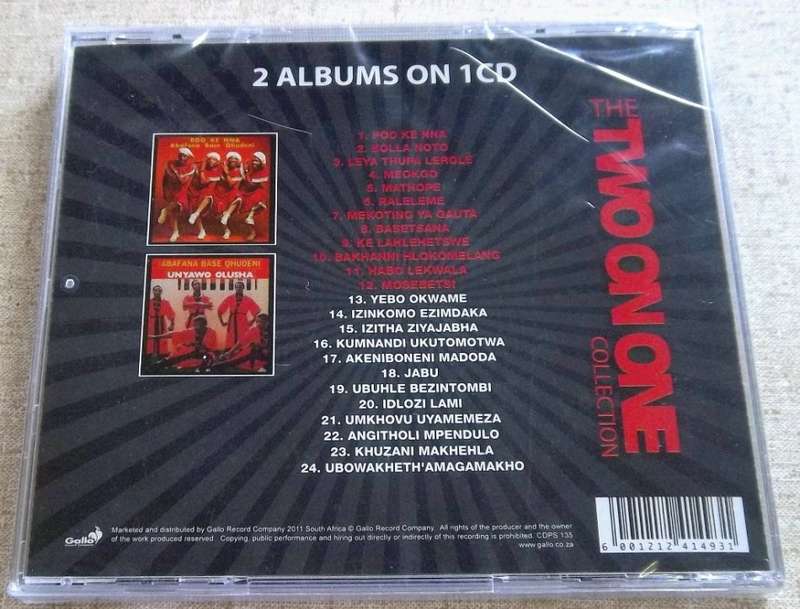 2 ALBUMS ON 1CD
THE TWO ON ONE COLLECTION
POO KE NNA
Abafana Base Qhudeni
ABAFANA BASE QHUDENI
UNYAWO OLUSHA
1. POO KE NNA
2. BOLLA NOTO
3. LEYA THUPA LEROLE
4. MEOKGO
5. MATHOPE
6. RALELEME
7. MEKOTING YA GAUTA
8. BASETSANA
9. KE LAHLEHETSWE
10. BAKHANNI HLOKOMELANG
11. HABO LEKWALA
12. MOSEBETSI
13. YEBO OKWAME
14. IZINKOMO EZIMDAKA
15. IZITHA ZIYAJABHA
16. KUMNANDI UKUTOMOTWA
17. AKENIBONENI MADODA
18. JABU
19. UBUHLE BEZINTOMBI
20. IDLOZI LAMI
21. UMKHOVU UYAMEMEZA
22. ANGITHOLI MPENDULO
23. KHUZANI MAKHEHLA
24. UBOWAKHETH'AMAGAMAKHO
Gallo
Marketed and distributed by Gallo Record Company 2011 South Africa © Gallo Record Company. All rights of the producer and the owner
of the work produced reserved. Copying, public performance and hiring out directly or indirectly of this recording is prohibited. CDPS 135
www.gallo.co.za
6 001212 414931